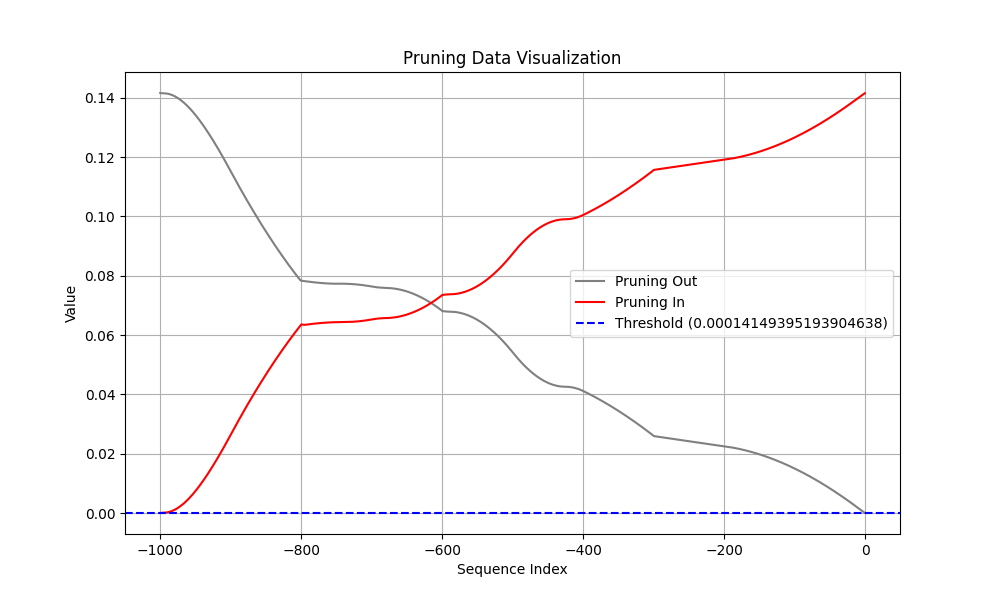 Pruning Data Visualization
0.14
0.12
0.10
0.08
0.06
0.04
0.02
0.00
Value
Pruning Out
Pruning In
Threshold (0.00014149395193904638)
−1000 −800 −600 −400 −200 0
Sequence Index